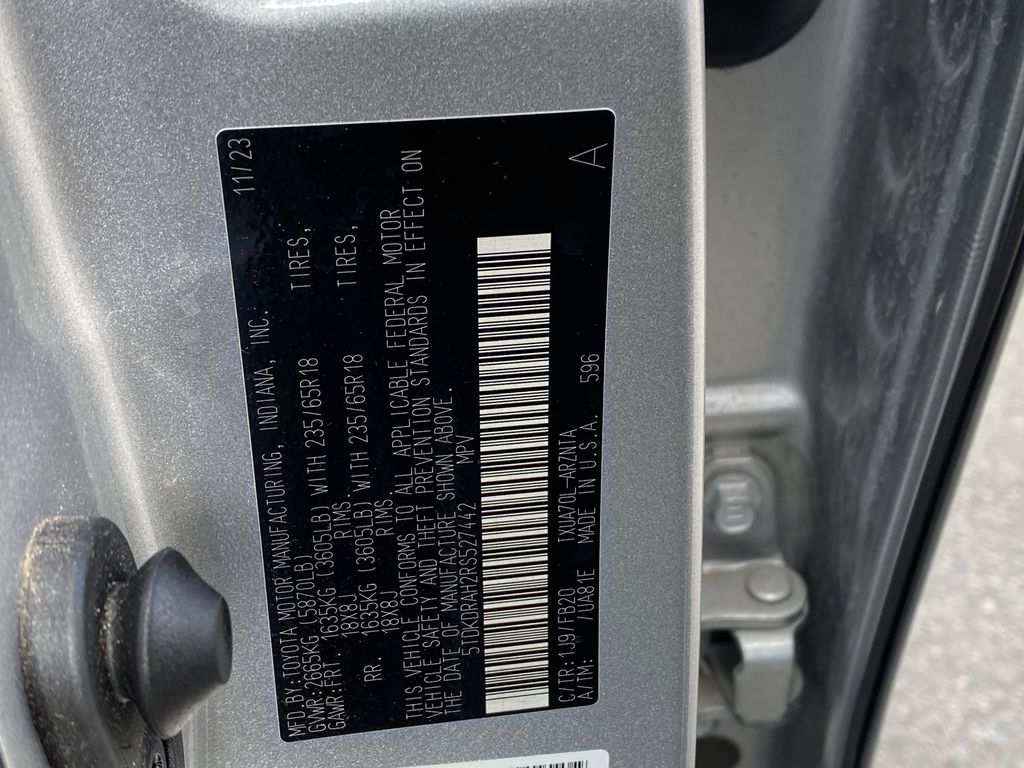 MFD.BY:TOYOTA MOTOR MANUFACTURING, INDIANA, INC. 11/23
GVWR:2665KG (5870LB)
GAWR:FRT 1635KG (3605LB) WITH 235/65R18 TIRES,
18X8J RIMS.
RR. 1635KG (3605LB) WITH 235/65R18 TIRES,
18X8J RIMS.
THIS VEHICLE CONFORMS TO ALL APPLICABLE FEDERAL MOTOR
VEHICLE SAFETY AND THEFT PREVENTION STANDARDS IN EFFECT ON
THE DATE OF MANUFACTURE SHOWN ABOVE.
5TDKDRAH2RS527442 MPV
C/TR:1J9/FB20 TXUA70L-ARZNIA
A/TM: /UA81E MADE IN U.S.A. 596 A